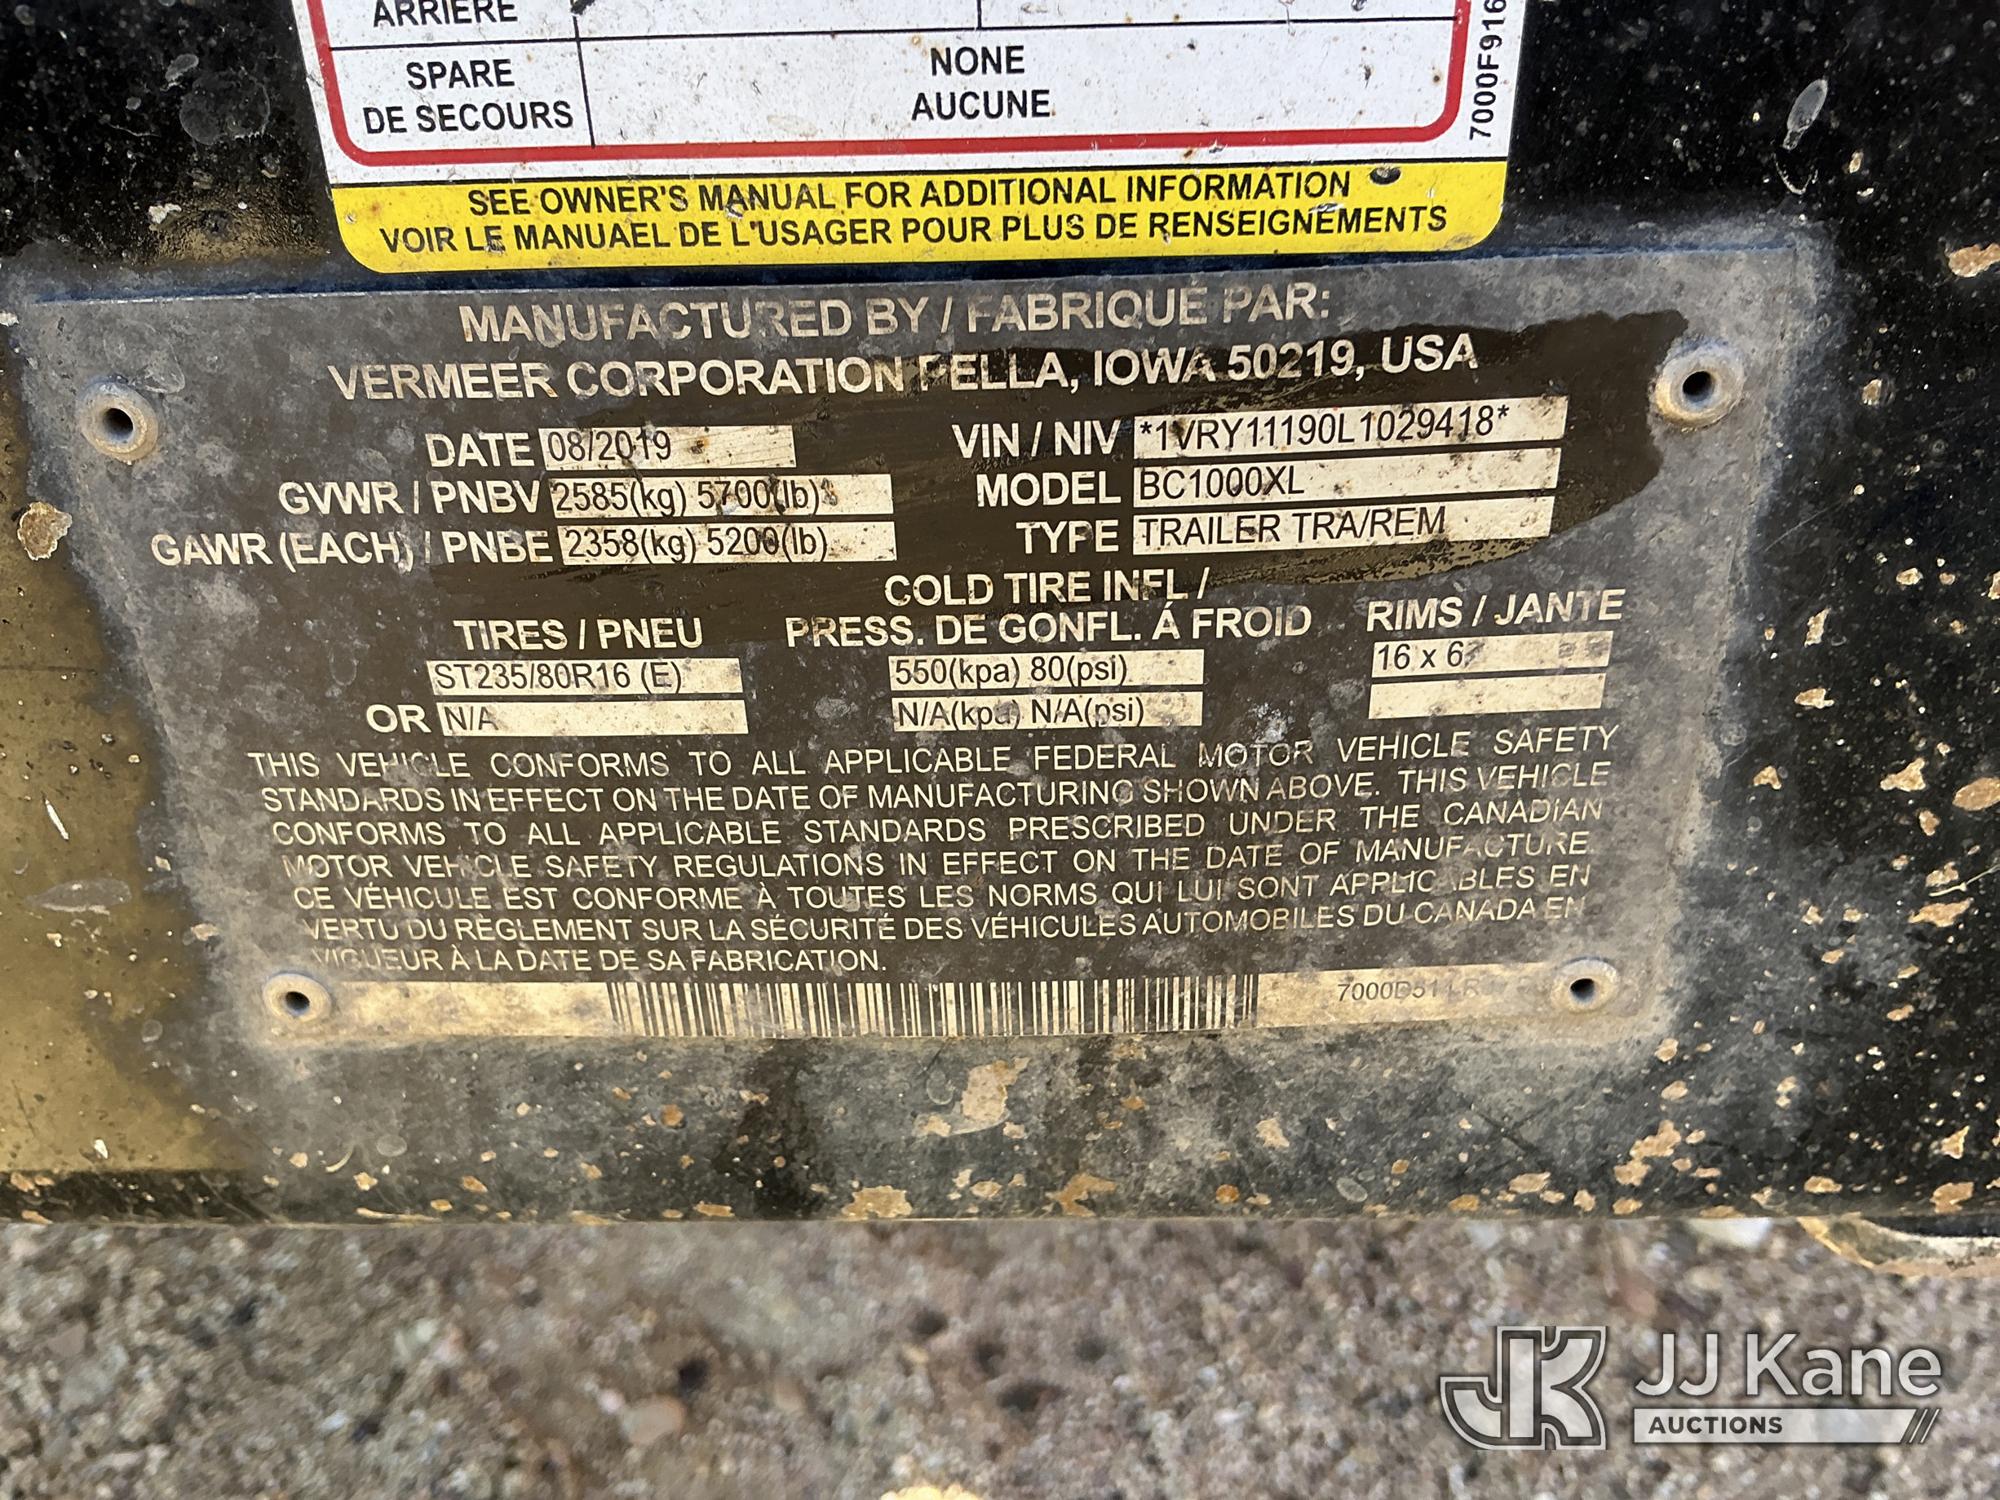 ARRIÈRE
SPARE
DE SECOURS
NONE
AUCUNE
7000F916
SEE OWNER'S MANUAL FOR ADDITIONAL INFORMATION
VOIR LE MANUAEL DE L'USAGER POUR PLUS DE RENSEIGNEMENTS
MANUFACTURED BY / FABRIQUÉ PAR:
VERMEER CORPORATION PELLA, IOWA 50219, USA
DATE 08/2019
VIN / NIV *1VRY11190L1029418*
GVWR / PNBV 2585(kg) 5700(lb)
MODEL BC1000XL
GAWR (EACH) / PNBE 2358(kg) 5200(lb)
TYPE TRAILER TRA/REM
TIRES / PNEU
COLD TIRE INFL /
PRESS. DE GONFL. Á FROID
RIMS / JANTE
ST235/80R16 (E)
550(kpa) 80(psi)
16 x 6
OR N/A
N/A(kpa) N/A(psi)
THIS VEHICLE CONFORMS TO ALL APPLICABLE FEDERAL MOTOR VEHICLE SAFETY
STANDARDS IN EFFECT ON THE DATE OF MANUFACTURING SHOWN ABOVE. THIS VEHICLE
CONFORMS TO ALL APPLICABLE STANDARDS PRESCRIBED UNDER THE CANADIAN
MOTOR VEHICLE SAFETY REGULATIONS IN EFFECT ON THE DATE OF MANUFACTURE
CE VÉHICULE EST CONFORME À TOUTES LES NORMS QUI LUI SONT APPLICABLES EN
VERTU DU RÈGLEMENT SUR LA SÉCURITÉ DES VÉHICULES AUTOMOBILES DU CANADA EN
VIGUEUR À LA DATE DE SA FABRICATION.
JK JJ Kane
AUCTIONS